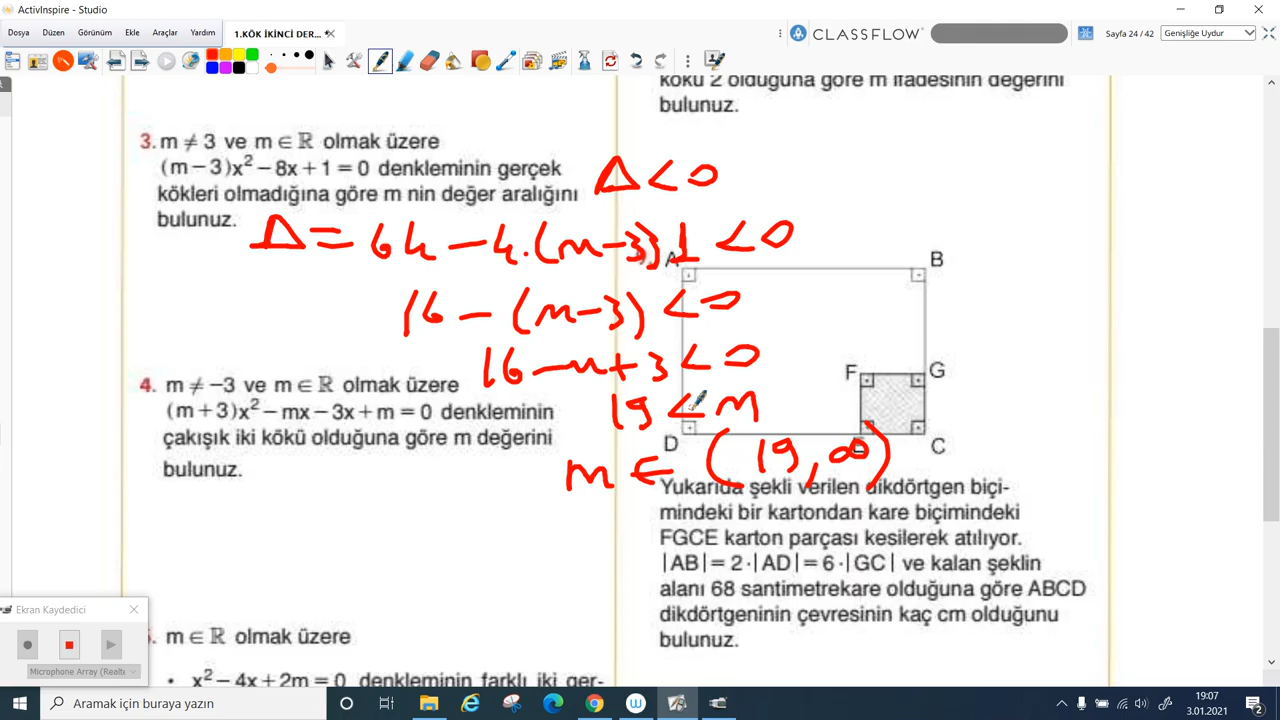 ActivInspire - Studio
Dosya Düzen Görünüm Ekle Araçlar Yardım
1.KÖK İKİNCİ DER...
CLASSFLOW
Sayfa 24 / 42
Genişliğe Uydur
3. m ≠ 3 ve m ∈ ℝ olmak üzere
(m − 3)x² − 8x + 1 = 0 denkleminin gerçek
kökleri olmadığına göre m nin değer aralığını
bulunuz.
Δ < 0
Δ = 64 − 4.(m−3).1 < 0
16 − (m−3) < 0
16 − m + 3 < 0
19 < m
m ∈ (19, ∞)
4. m ≠ −3 ve m ∈ ℝ olmak üzere
(m + 3)x² − mx − 3x + m = 0 denkleminin
çakışık iki kökü olduğuna göre m değerini
bulunuz.
5. m ∈ ℝ olmak üzere
• x² − 4x + 2m = 0 denkleminin farklı iki ger-
kökü 2 olduğuna göre m ifadesinin değerini
bulunuz.
A B
F G
D E C
Yukarıda şekli verilen dikdörtgen biçi-
mindeki bir kartondan kare biçimindeki
FGCE karton parçası kesilerek atılıyor.
|AB| = 2·|AD| = 6·|GC| ve kalan şeklin
alanı 68 santimetrekare olduğuna göre ABCD
dikdörtgeninin çevresinin kaç cm olduğunu
bulunuz.
Ekran Kaydedici
Microphone Array (Realte
Aramak için buraya yazın
19:07
3.01.2021
2